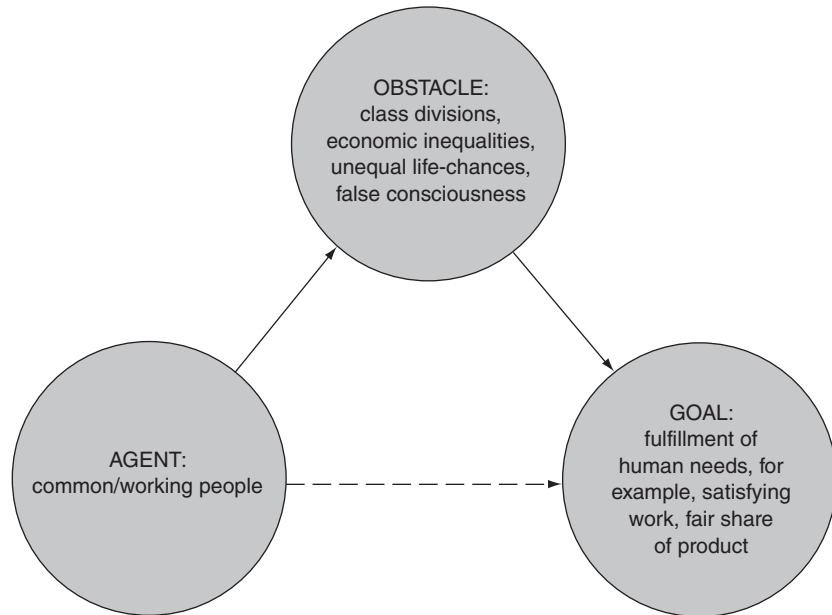 OBSTACLE:
class divisions,
economic inequalities,
unequal life-chances,
false consciousness
AGENT:
common/working people
GOAL:
fulfillment of
human needs, for
example, satisfying
work, fair share
of product